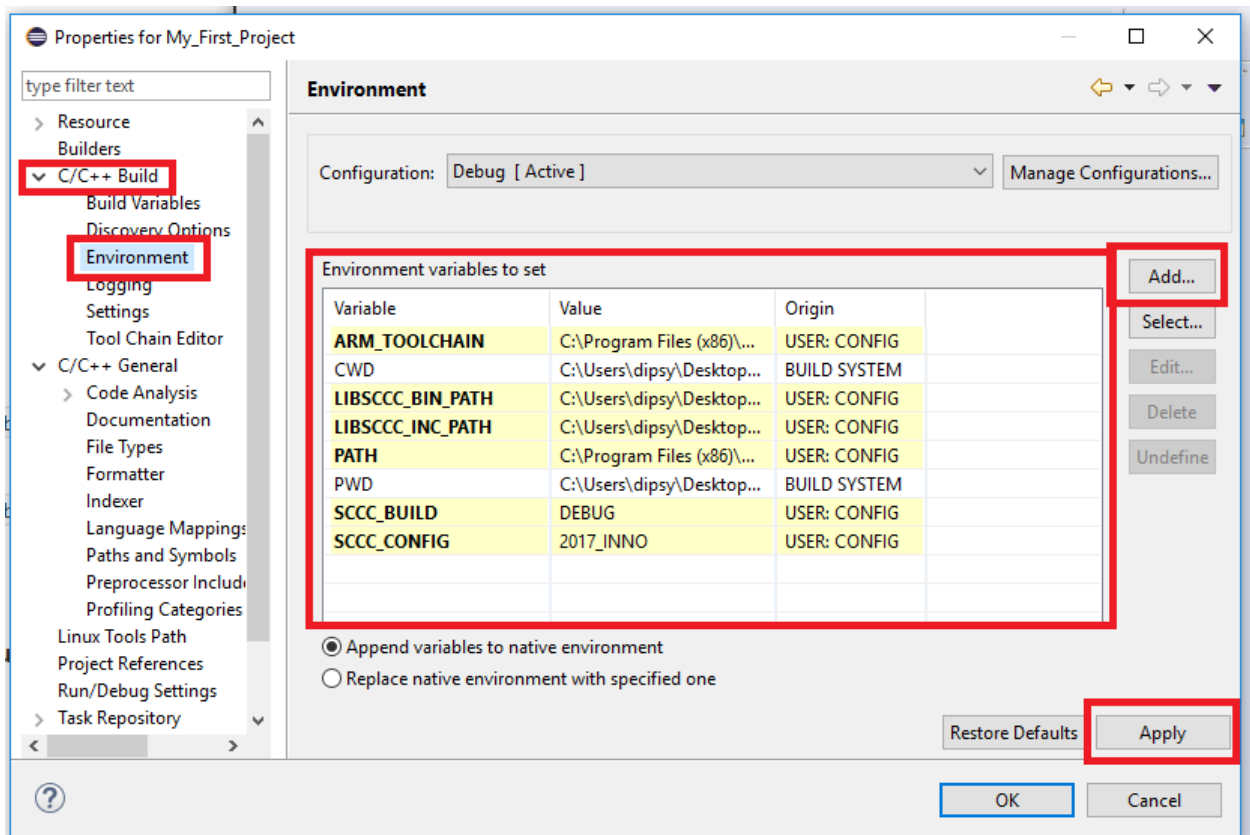 Properties for My_First_Project
type filter text
Resource
Builders
C/C++ Build
Build Variables
Discovery Options
Environment
Logging
Settings
Tool Chain Editor
C/C++ General
Code Analysis
Documentation
File Types
Formatter
Indexer
Language Mappings
Paths and Symbols
Preprocessor Include
Profiling Categories
Linux Tools Path
Project References
Run/Debug Settings
Task Repository
Environment
Configuration: Debug [ Active ] Manage Configurations...
Environment variables to set
Variable Value Origin
ARM_TOOLCHAIN C:\Program Files (x86)\... USER: CONFIG
CWD C:\Users\dipsy\Desktop... BUILD SYSTEM
LIBSCCC_BIN_PATH C:\Users\dipsy\Desktop... USER: CONFIG
LIBSCCC_INC_PATH C:\Users\dipsy\Desktop... USER: CONFIG
PATH C:\Program Files (x86)\... USER: CONFIG
PWD C:\Users\dipsy\Desktop... BUILD SYSTEM
SCCC_BUILD DEBUG USER: CONFIG
SCCC_CONFIG 2017_INNO USER: CONFIG
Add...
Select...
Edit...
Delete
Undefine
Append variables to native environment
Replace native environment with specified one
Restore Defaults Apply
OK Cancel